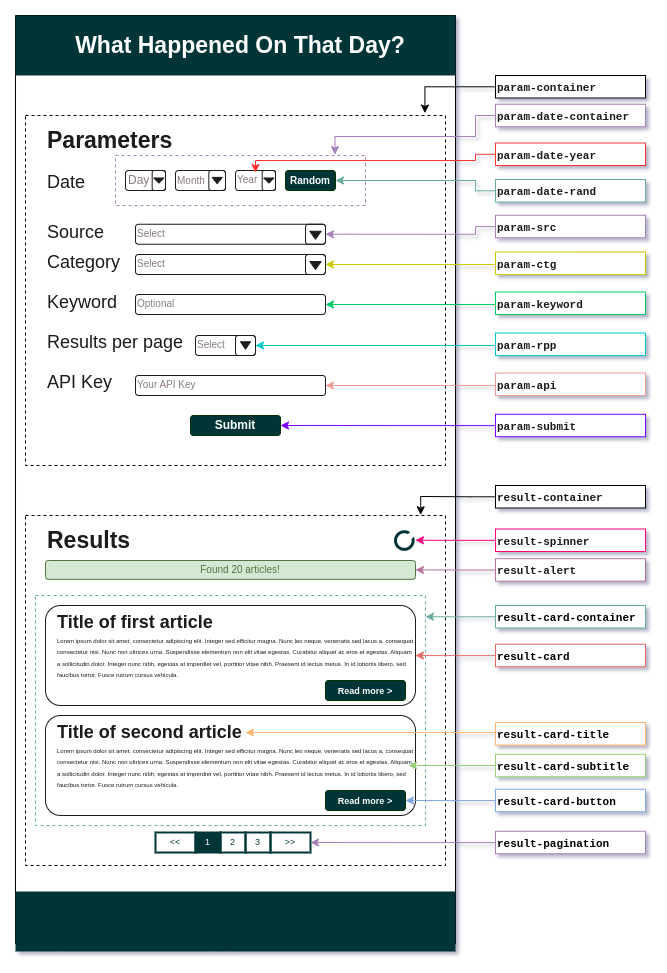 What Happened On That Day?
param-container
param-date-container
Parameters
param-date-year
Date
Day
Month
Year
Random
param-date-rand
Source
Select
param-src
Category
Select
param-ctg
Keyword
Optional
param-keyword
Results per page
Select
param-rpp
API Key
Your API Key
param-api
Submit
param-submit
result-container
Results
result-spinner
Found 20 articles!
result-alert
result-card-container
Title of first article
Lorem ipsum dolor sit amet, consectetur adipiscing elit. Integer sed efficitur magna. Nunc leo neque, venenatis sed lacus a, consequat
consectetur nisi. Nunc non ultrices urna. Suspendisse elementum non elit vitae egestas. Curabitur aliquet ac eros et egestas. Aliquam
a sollicitudin dolor. Integer nunc nibh, egestas at imperdiet vel, porttitor vitae nibh. Praesent id lectus metus. In id lobortis libero, sed
faucibus tortor. Fusce rutrum cursus vehicula.
result-card
Read more >
Title of second article
result-card-title
Lorem ipsum dolor sit amet, consectetur adipiscing elit. Integer sed efficitur magna. Nunc leo neque, venenatis sed lacus a, consequat
consectetur nisi. Nunc non ultrices urna. Suspendisse elementum non elit vitae egestas. Curabitur aliquet ac eros et egestas. Aliquam
a sollicitudin dolor. Integer nunc nibh, egestas at imperdiet vel, porttitor vitae nibh. Praesent id lectus metus. In id lobortis libero, sed
faucibus tortor. Fusce rutrum cursus vehicula.
result-card-subtitle
Read more >
result-card-button
<< 1 2 3 >>
result-pagination